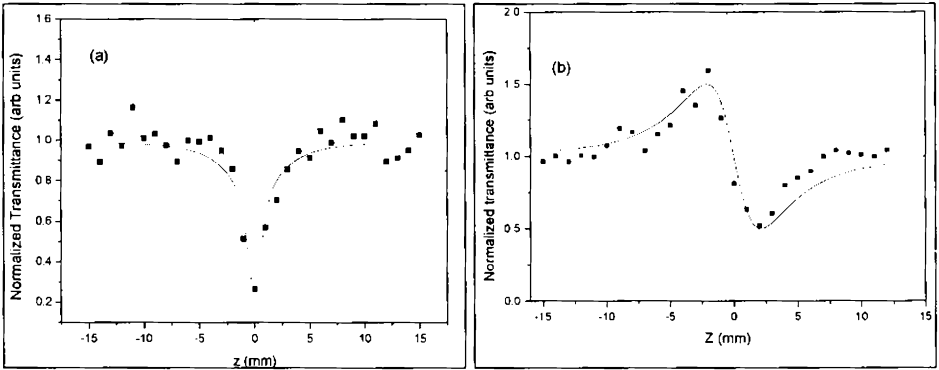 (a)
Normalized Transmittance (arb units)
1.6
1.4
1.2
1.0
0.8
0.6
0.4
0.2
-15 -10 -5 0 5 10 15
z (mm)
(b)
Normalized transmittance (arb units)
2.0
1.5
1.0
0.5
0.0
-15 -10 -5 0 5 10 15
Z (mm)